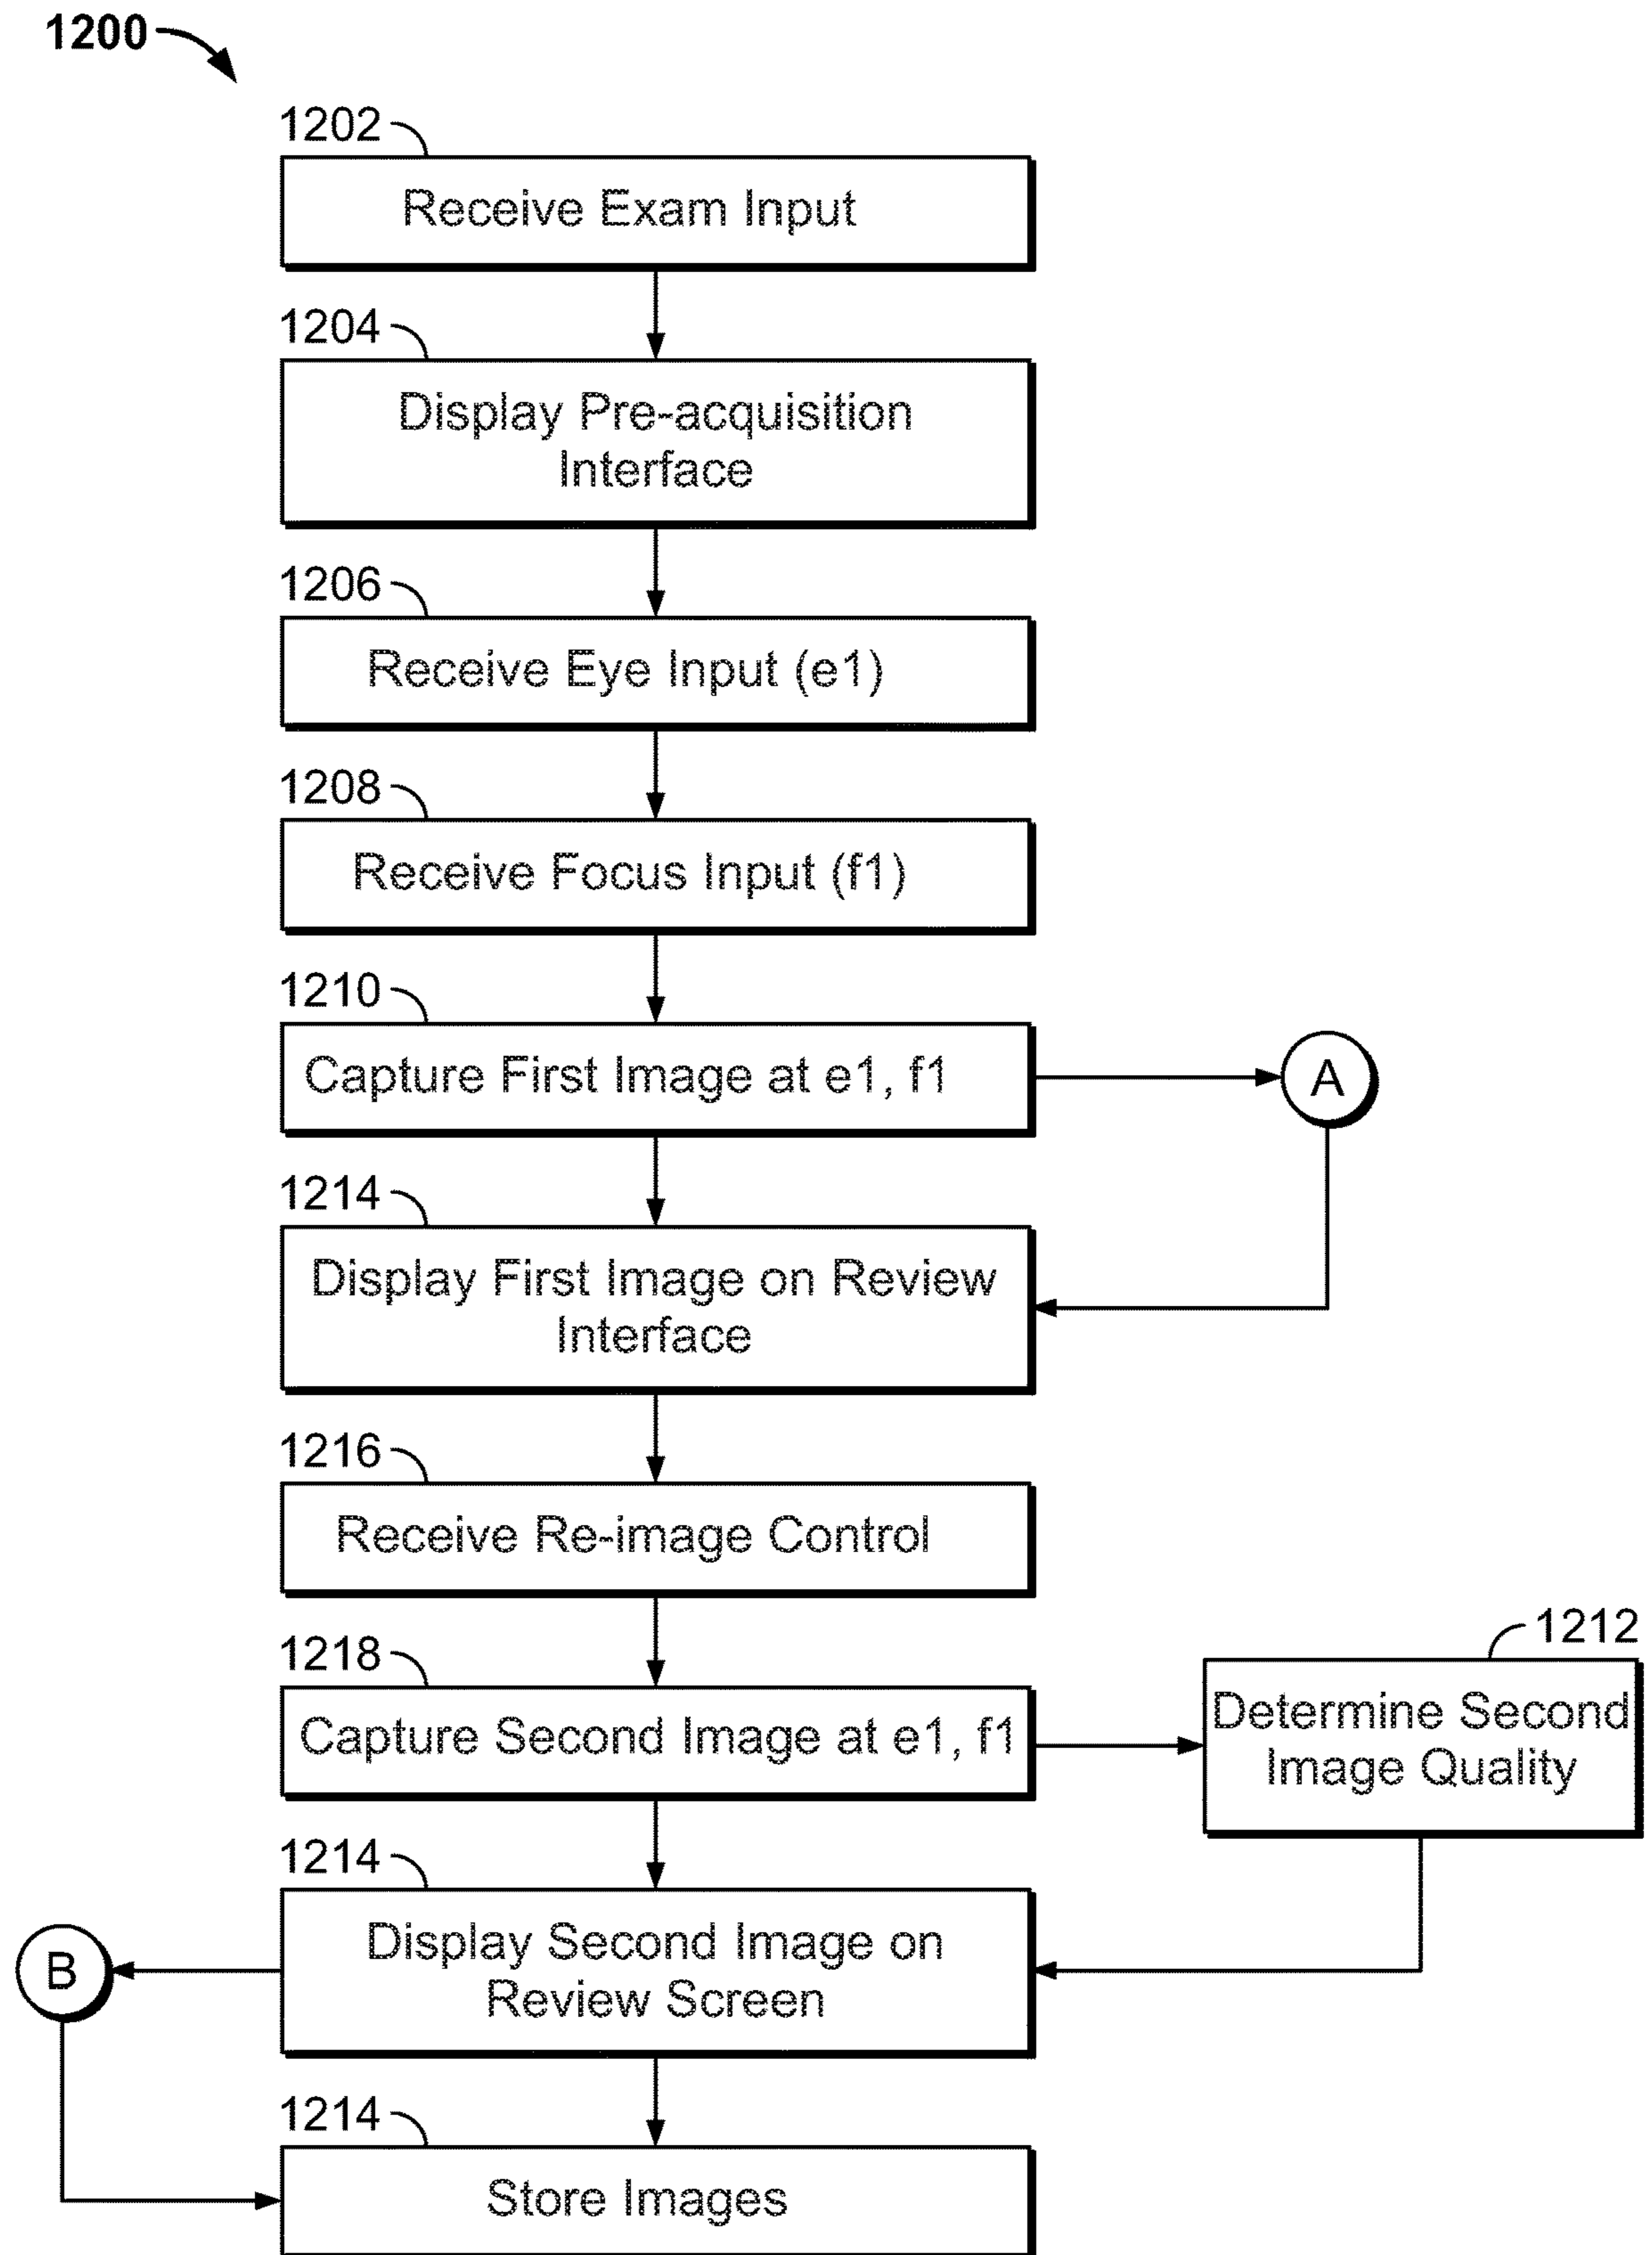 1200
1202
Receive Exam Input
1204
Display Pre-acquisition
Interface
1206
Receive Eye Input (e1)
1208
Receive Focus Input (f1)
1210
Capture First Image at e1, f1
A
1214
Display First Image on Review
Interface
1216
Receive Re-image Control
1218
Capture Second Image at e1, f1
1212
Determine Second
Image Quality
1214
Display Second Image on
Review Screen
B
1214
Store Images